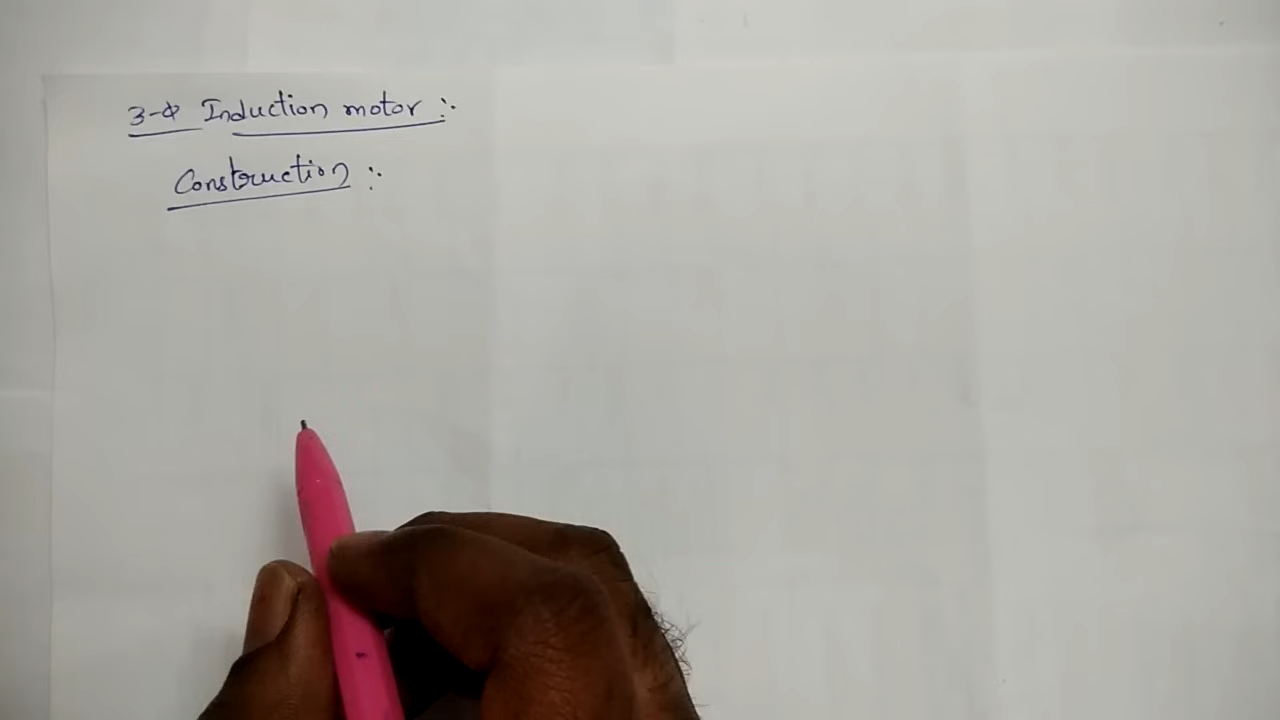 3-Φ Induction motor :-
Construction :-